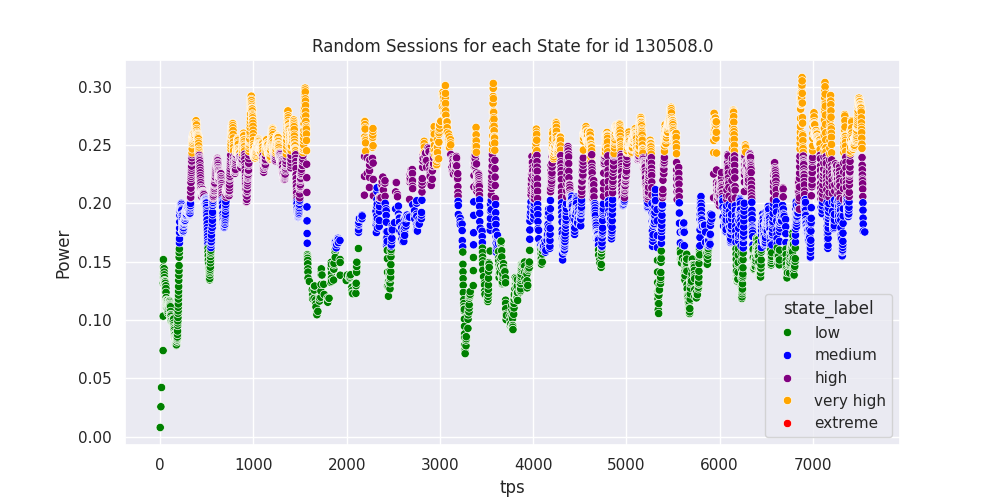 Random Sessions for each State for id 130508.0
Power
0.30
0.25
0.20
0.15
0.10
0.05
0.00
state_label
low
medium
high
very high
extreme
0 1000 2000 3000 4000 5000 6000 7000
tps